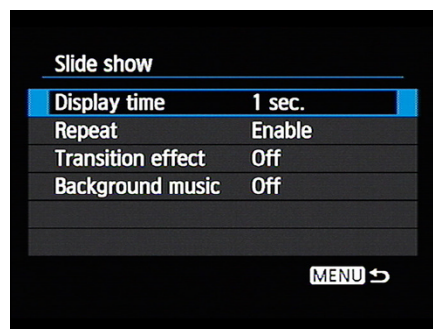 Slide show
Display time 1 sec.
Repeat Enable
Transition effect Off
Background music Off
MENU